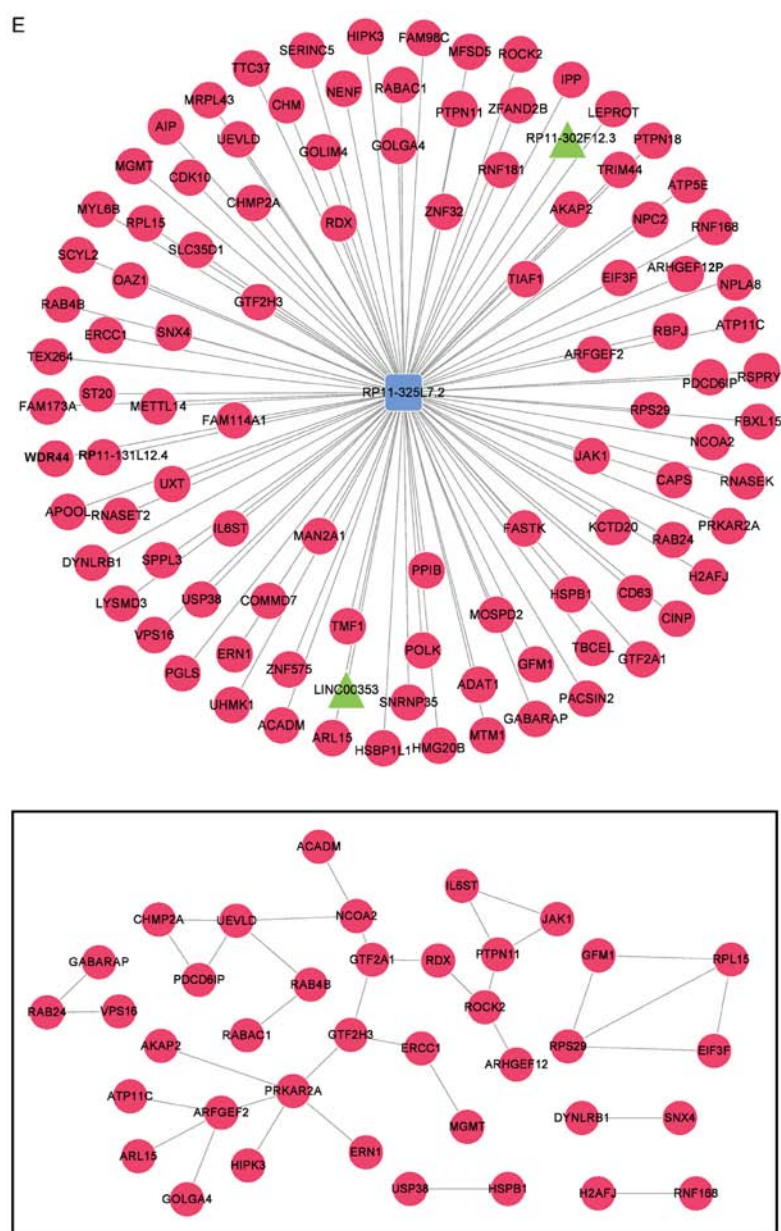 E
HIPK3
FAM98C
SERINC5
MFSD5
ROCK2
TTC37
IPP
NENF
RABAC1
MRPL43
CHM
PTPN11
ZFAND2B
LEPROT
AIP
UEVLD
GOLIM4
GOLGA4
RP11-302F12.3
PTPN18
MGMT
CDK10
RNF181
TRIM44
ATP5E
CHMP2A
MYL6B
RPL15
RDX
ZNF32
AKAP2
NPC2
RNF168
SCYL2
SLC35D1
ARHGEF12P
OAZ1
TIAF1
EIF3F
NPLA8
RAB4B
GTF2H3
ERCC1
SNX4
RBPJ
ATP11C
TEX264
ARFGEF2
RSPRY
PDCD6IP
ST20
RP11-325L7.2
FAM173A
METTL14
RPS29
FBXL15
FAM114A1
NCOA2
WDR44
RP11-131L12.4
JAK1
UXT
CAPS
RNASEK
APOOL
RNASET2
IL6ST
FASTK
KCTD20
PRKAR2A
MAN2A1
RAB24
DYNLRB1
SPPL3
PPIB
H2AFJ
LYSMD3
USP38
COMMD7
HSPB1
CD63
VPS16
TMF1
MOSPD2
CINP
ERN1
POLK
TBCEL
GTF2A1
PGLS
ZNF575
GFM1
LINC00353
ADAT1
UHMK1
SNRNP35
PACSIN2
ACADM
GABARAP
ARL15
MTM1
HSBP1L1
HMG20B
ACADM
IL6ST
CHMP2A
UEVLD
NCOA2
JAK1
GABARAP
PDCD6IP
GTF2A1
RDX
PTPN11
GFM1
RPL15
RAB4B
RAB24
VPS16
ROCK2
RABAC1
GTF2H3
AKAP2
ERCC1
RPS29
EIF3F
ARHGEF12
ATP11C
PRKAR2A
ARFGEF2
DYNLRB1
SNX4
MGMT
ARL15
HIPK3
ERN1
GOLGA4
USP38
HSPB1
H2AFJ
RNF168